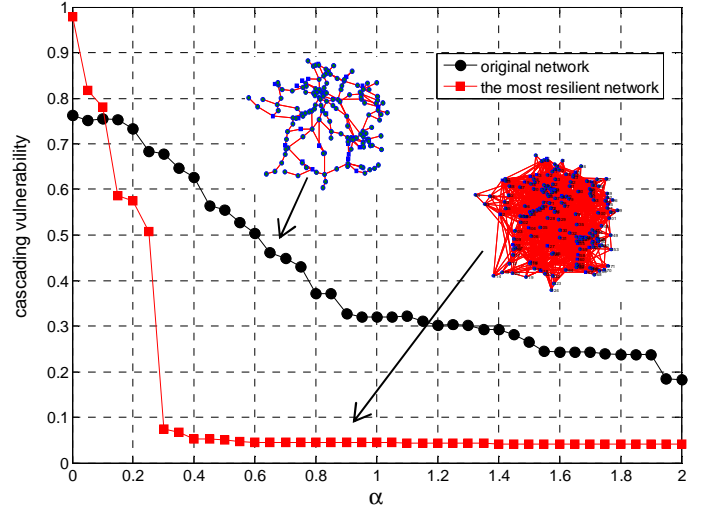 1
0.9
0.8
0.7
0.6
0.5
0.4
0.3
0.2
0.1
0
cascading vulnerability
original network
the most resilient network
0 0.2 0.4 0.6 0.8 1 1.2 1.4 1.6 1.8 2
α